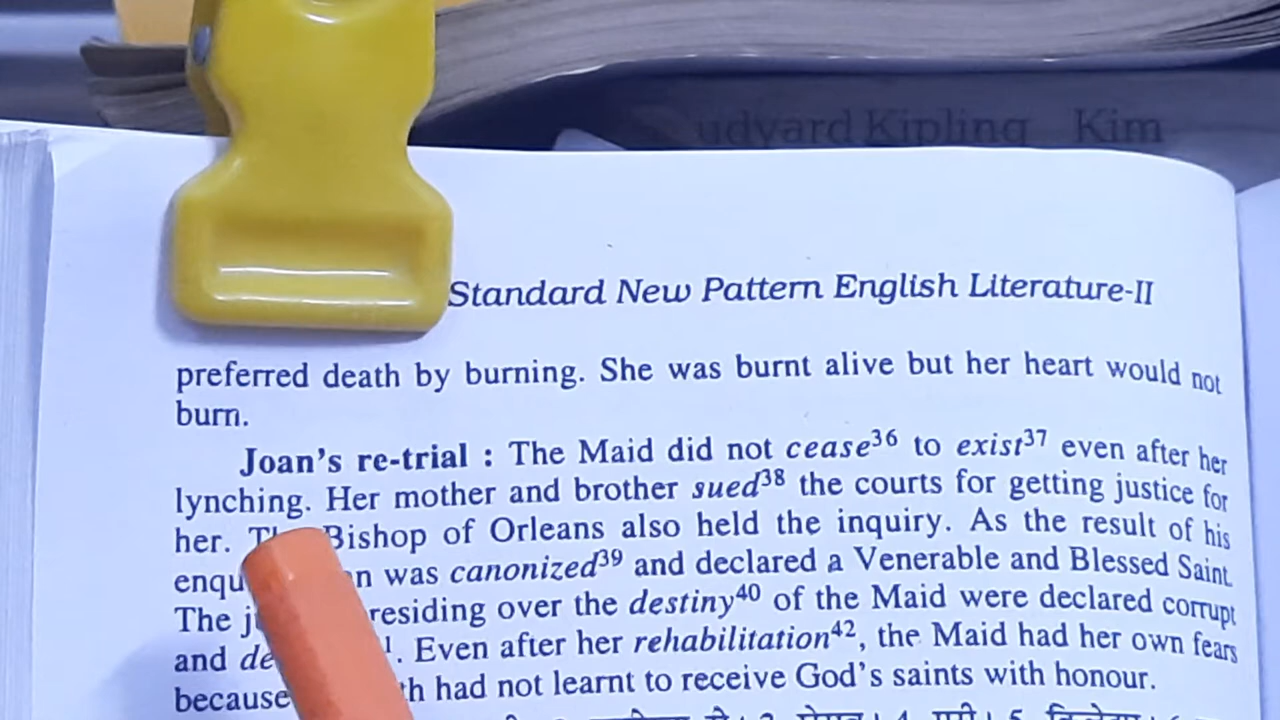 udyard Kipling Kim
Standard New Pattern English Literature-II
preferred death by burning. She was burnt alive but her heart would not
burn.
Joan's re-trial : The Maid did not cease36 to exist37 even after her
lynching. Her mother and brother sued38 the courts for getting justice for
her. Bishop of Orleans also held the inquiry. As the result of his
was canonized39 and declared a Venerable and Blessed Saint.
The over the destiny40 of the Maid were declared corrupt
and Even after her rehabilitation42, the Maid had her own fears
because had not learnt to receive God's saints with honour.